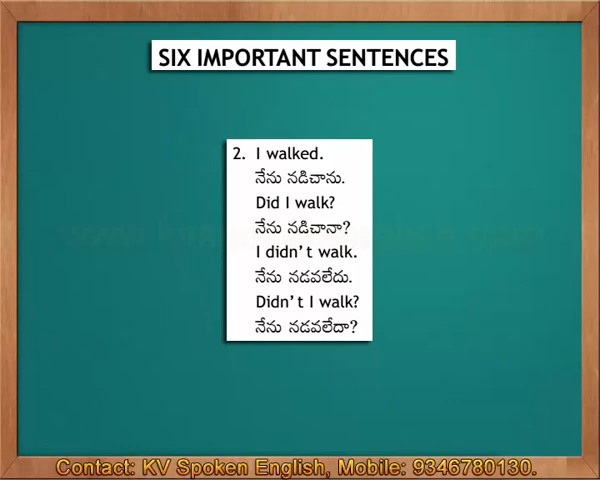 SIX IMPORTANT SENTENCES
2. I walked.
నేను నడిచాను.
Did I walk?
నేను నడిచానా?
I didn't walk.
నేను నడవలేదు.
Didn't I walk?
నేను నడవలేదా?
Contact: KV Spoken English, Mobile: 9346780130.